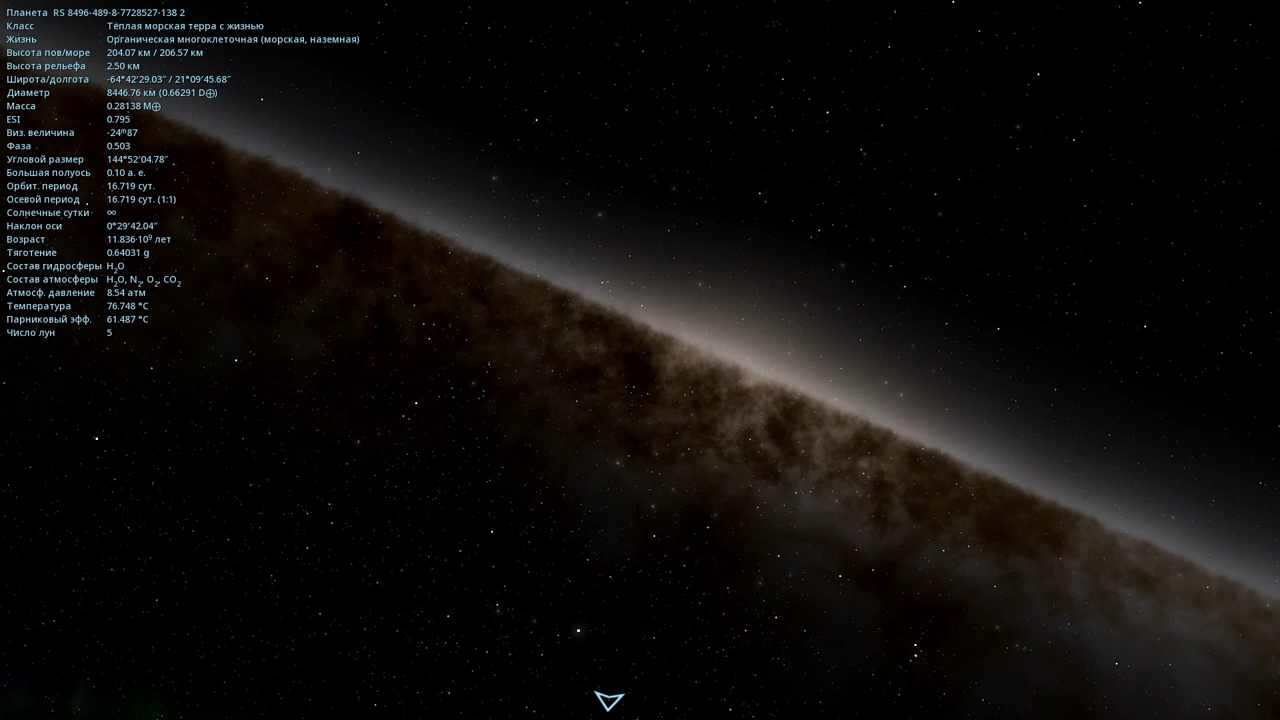 Планета RS 8496-489-8-7728527-138 2
Класс Тёплая морская терра с жизнью
Жизнь Органическая многоклеточная (морская, наземная)
Высота пов/море 204.07 км / 206.57 км
Высота рельефа 2.50 км
Широта/долгота -64°42′29.03″ / 21°09′45.68″
Диаметр 8446.76 км (0.66291 D⊕)
Масса 0.28138 M⊕
ESI 0.795
Виз. величина -24ᵐ87
Фаза 0.503
Угловой размер 144°52′04.78″
Большая полуось 0.10 а. е.
Орбит. период 16.719 сут.
Осевой период 16.719 сут. (1:1)
Солнечные сутки ∞
Наклон оси 0°29′42.04″
Возраст 11.836·10⁹ лет
Тяготение 0.64031 g
Состав гидросферы H₂O
Состав атмосферы H₂O, N₂, O₂, CO₂
Атмосф. давление 8.54 атм
Температура 76.748 °C
Парниковый эфф. 61.487 °C
Число лун 5